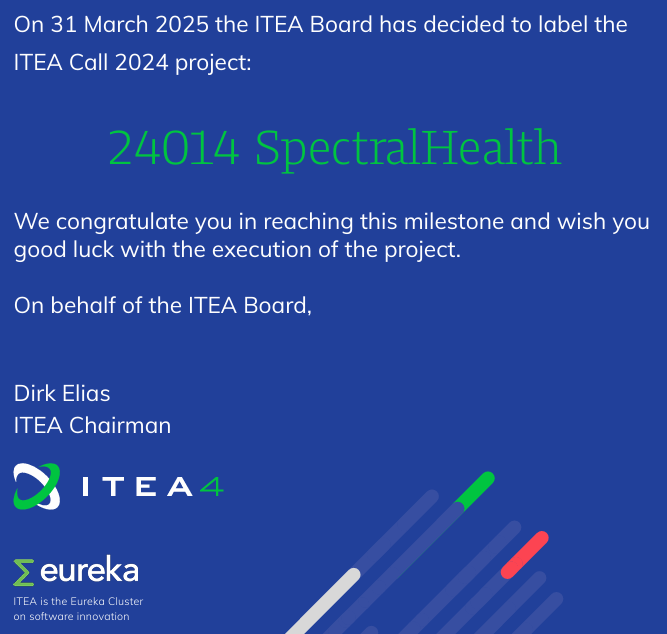 On 31 March 2025 the ITEA Board has decided to label the
ITEA Call 2024 project:
24014 SpectralHealth
We congratulate you in reaching this milestone and wish you
good luck with the execution of the project.
On behalf of the ITEA Board,
Dirk Elias
ITEA Chairman
ITEA4
eureka
ITEA is the Eureka Cluster
on software innovation